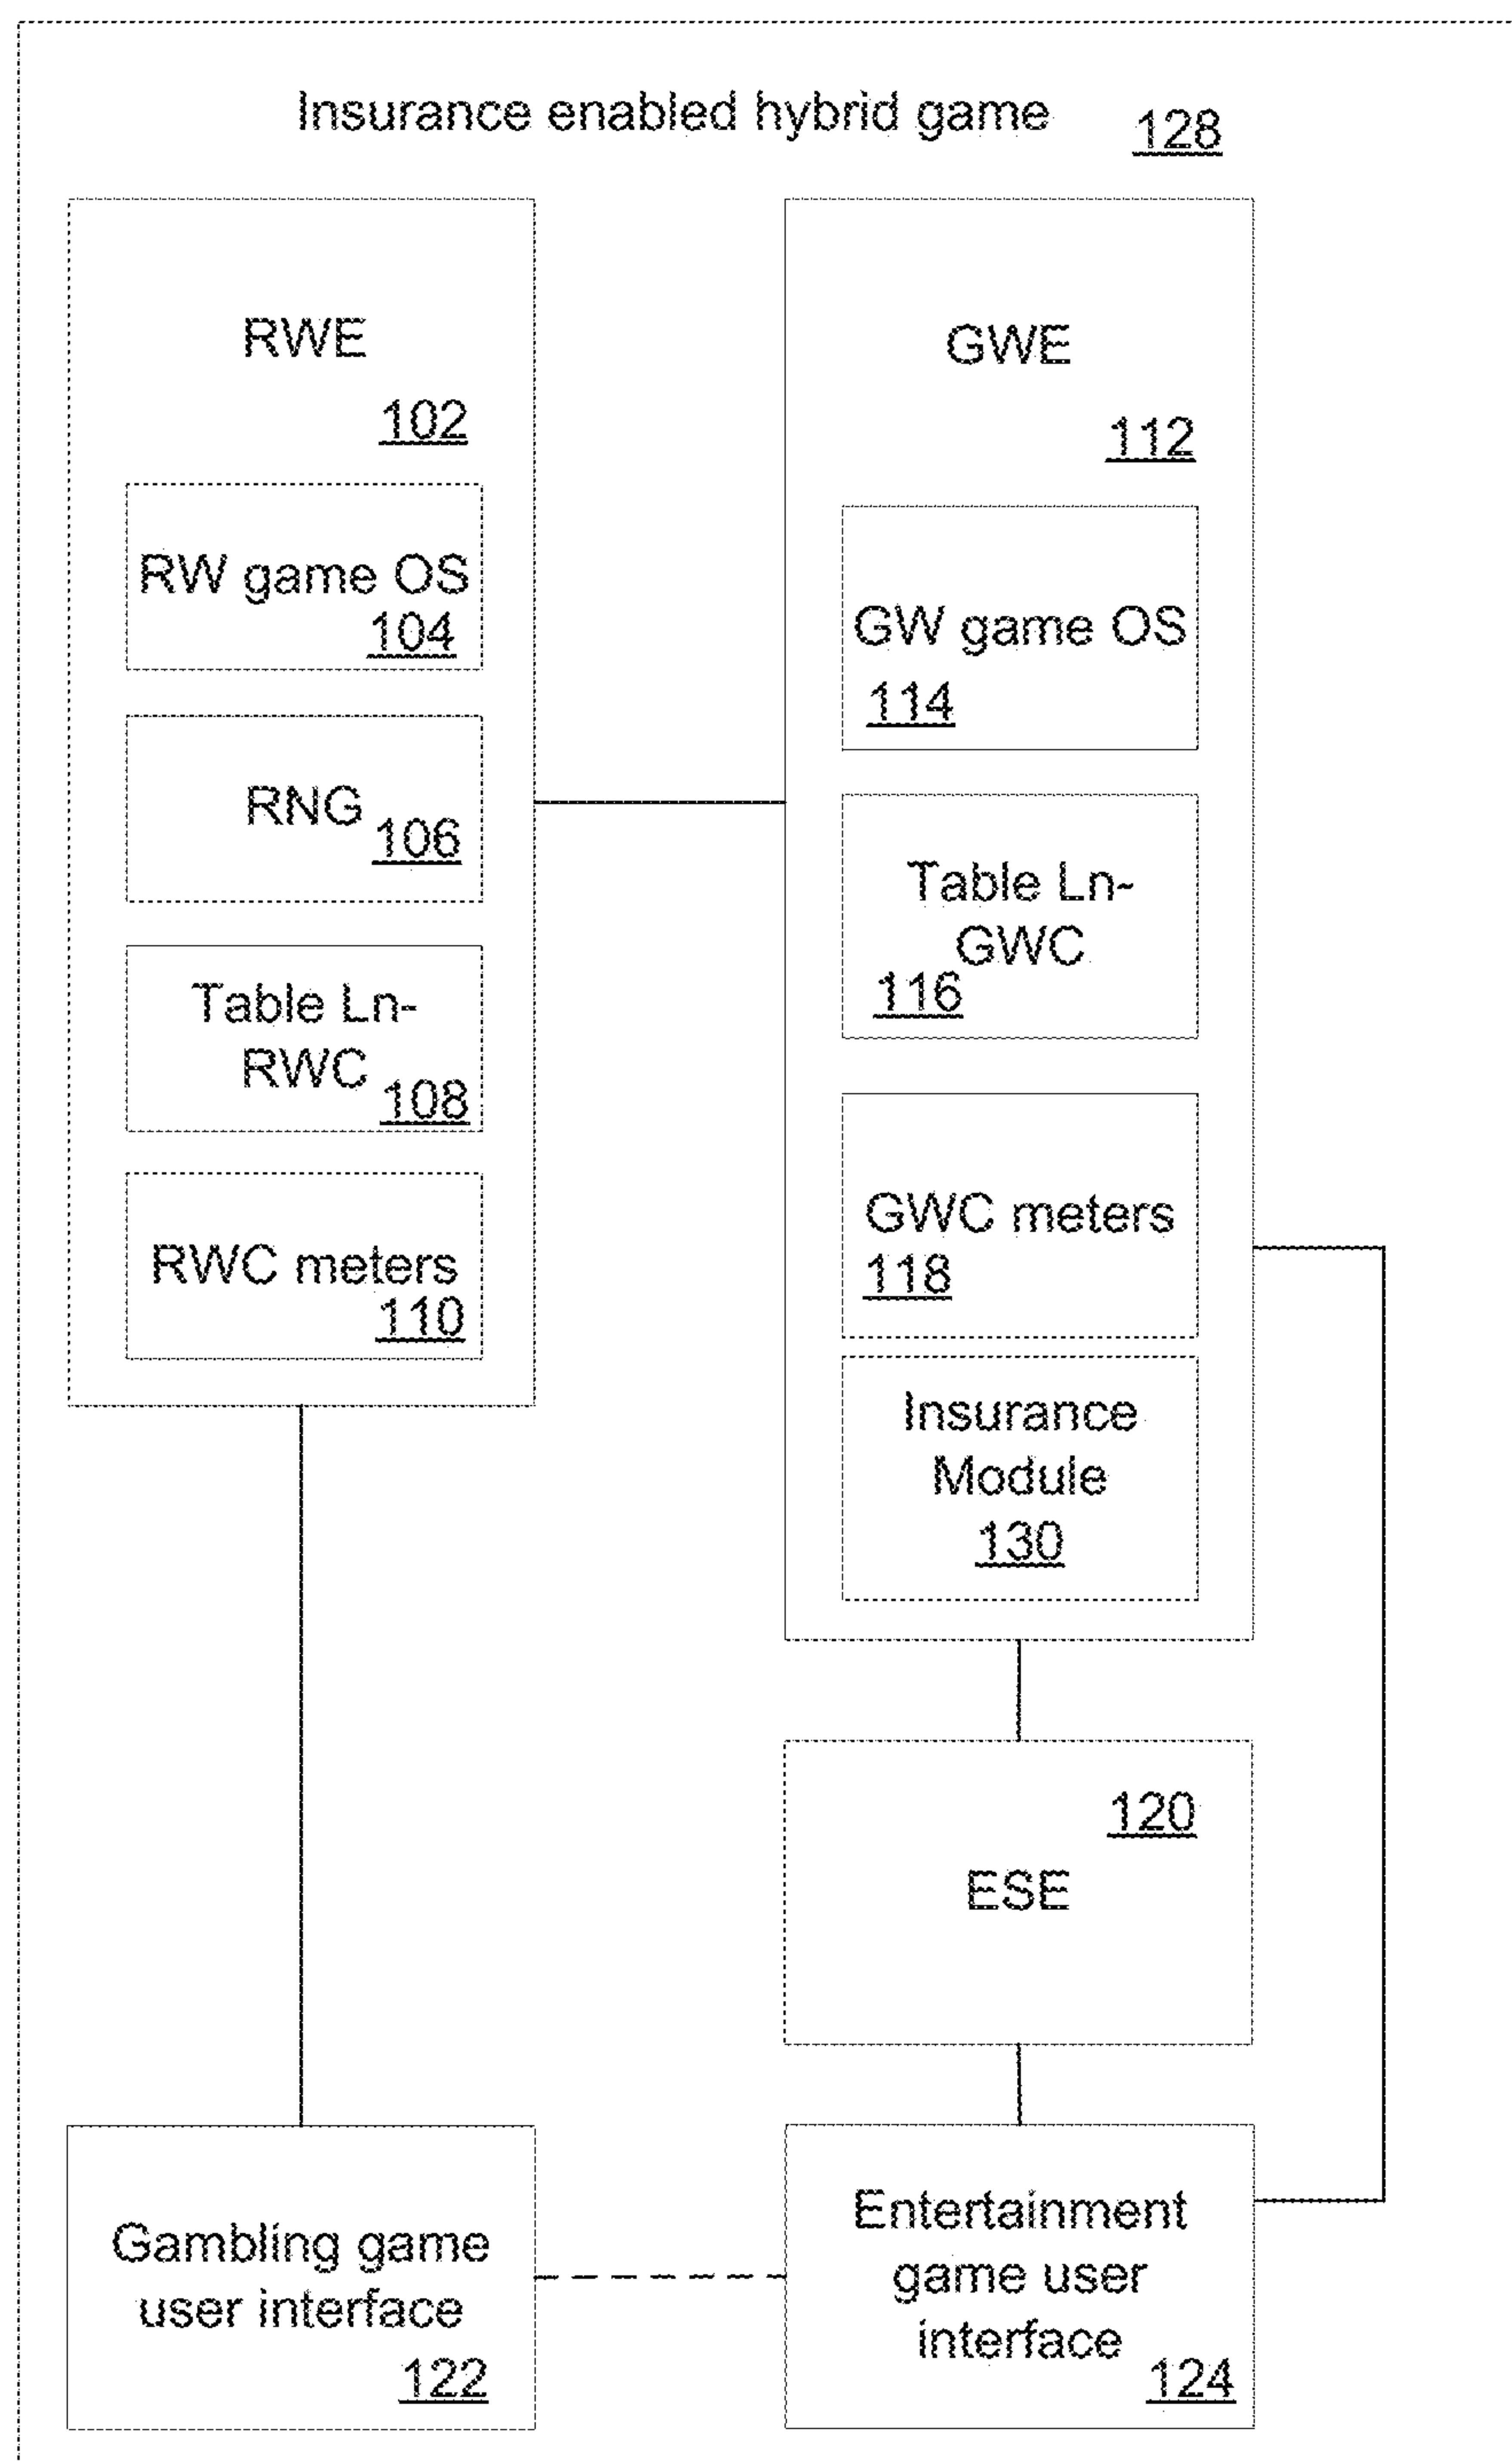 Insurance enabled hybrid game
128
RWE
102
RW game OS
104
RNG
106
Table Ln-
RWC
108
RWC meters
110
GWE
112
GW game OS
114
Table Ln-
GWC
116
GWC meters
118
Insurance
Module
130
120
ESE
Gambling game
user interface
122
Entertainment
game user
interface
124